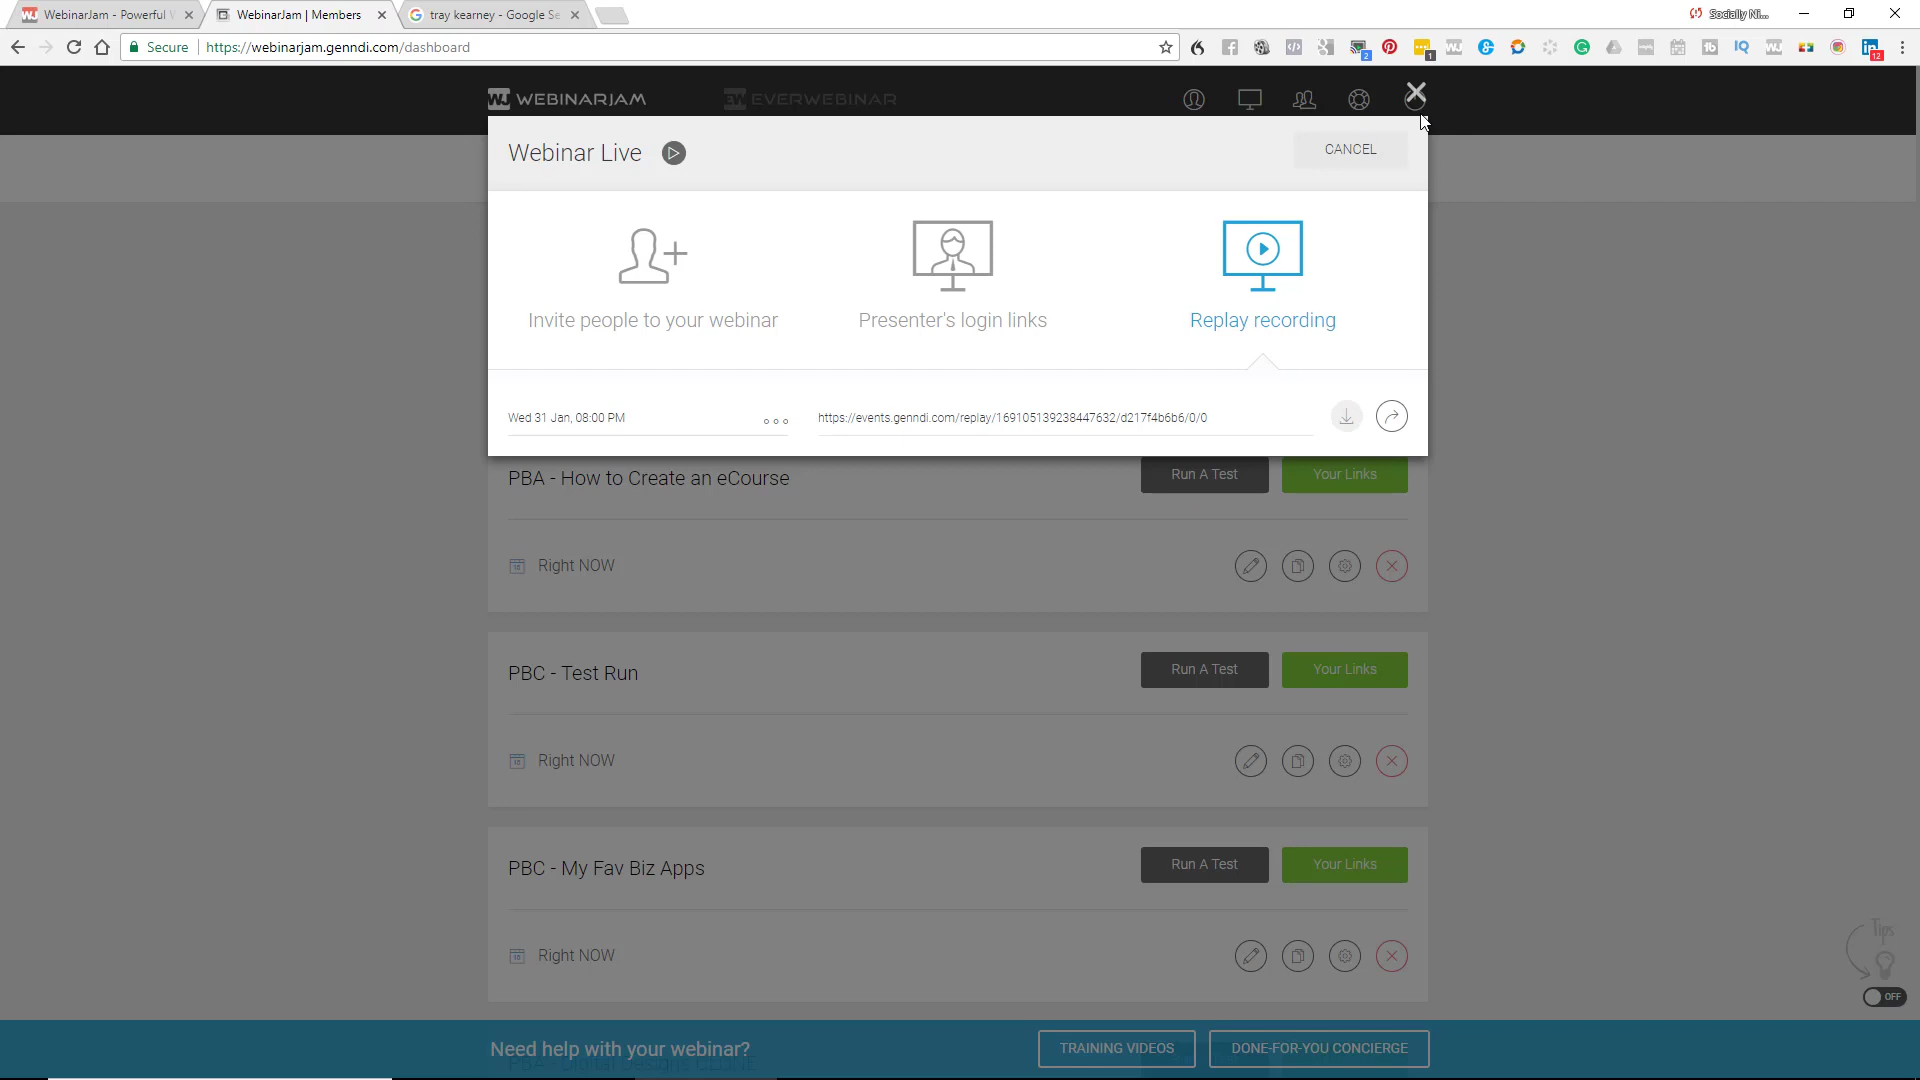 WebinarJam - Powerful W
WebinarJam | Members
tray kearney - Google Se
Socially Ni...
Secure
https://webinarjam.genndi.com/dashboard
2
1
12
WEBINARJAM
EVERWEBINAR
Webinar Live
CANCEL
Invite people to your webinar
Presenter's login links
Replay recording
Wed 31 Jan, 08:00 PM
https://events.genndi.com/replay/169105139238447632/d217f4b6b6/0/0
PBA - How to Create an eCourse
Run A Test
Your Links
Right NOW
PBC - Test Run
Run A Test
Your Links
Right NOW
PBC - My Fav Biz Apps
Run A Test
Your Links
Right NOW
Tips
OFF
Need help with your webinar?
TRAINING VIDEOS
DONE-FOR-YOU CONCIERGE